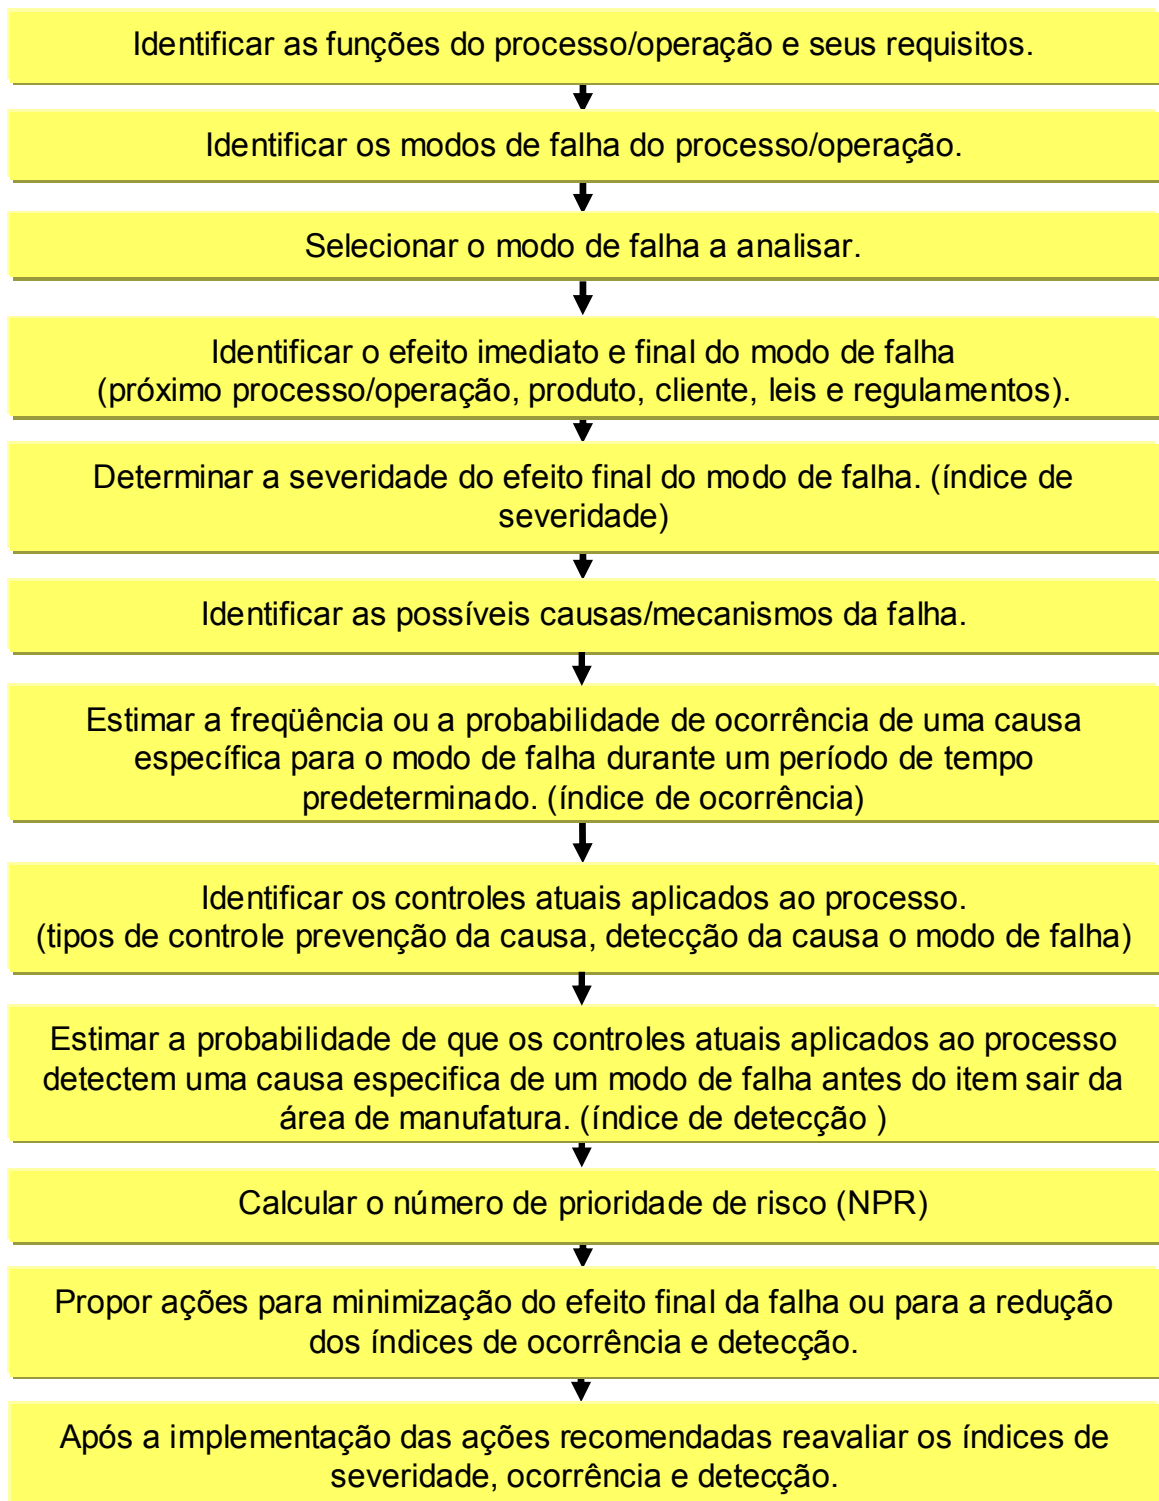 Identificar as funções do processo/operação e seus requisitos.
Identificar os modos de falha do processo/operação.
Selecionar o modo de falha a analisar.
Identificar o efeito imediato e final do modo de falha
(próximo processo/operação, produto, cliente, leis e regulamentos).
Determinar a severidade do efeito final do modo de falha. (índice de
severidade)
Identificar as possíveis causas/mecanismos da falha.
Estimar a freqüência ou a probabilidade de ocorrência de uma causa
específica para o modo de falha durante um período de tempo
predeterminado. (índice de ocorrência)
Identificar os controles atuais aplicados ao processo.
(tipos de controle prevenção da causa, detecção da causa o modo de falha)
Estimar a probabilidade de que os controles atuais aplicados ao processo
detectem uma causa especifica de um modo de falha antes do item sair da
área de manufatura. (índice de detecção )
Calcular o número de prioridade de risco (NPR)
Propor ações para minimização do efeito final da falha ou para a redução
dos índices de ocorrência e detecção.
Após a implementação das ações recomendadas reavaliar os índices de
severidade, ocorrência e detecção.